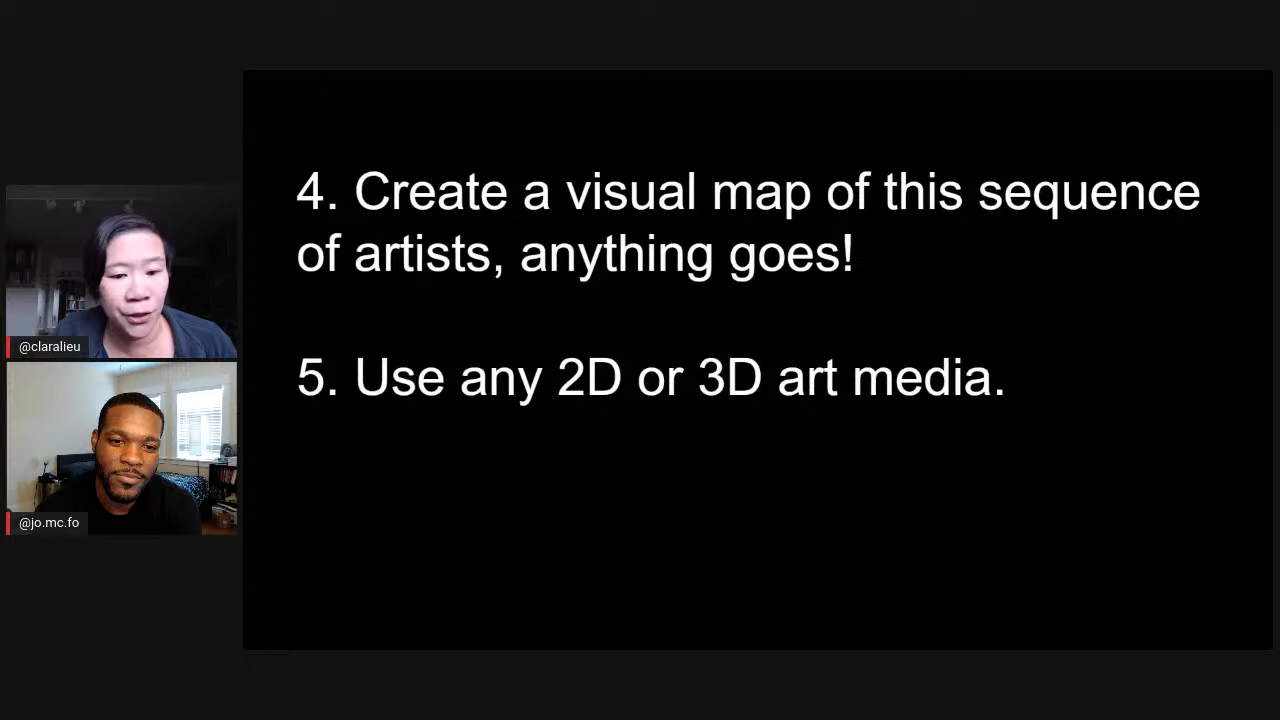 4. Create a visual map of this sequence
of artists, anything goes!
5. Use any 2D or 3D art media.
@claralieu
@jo.mc.fo